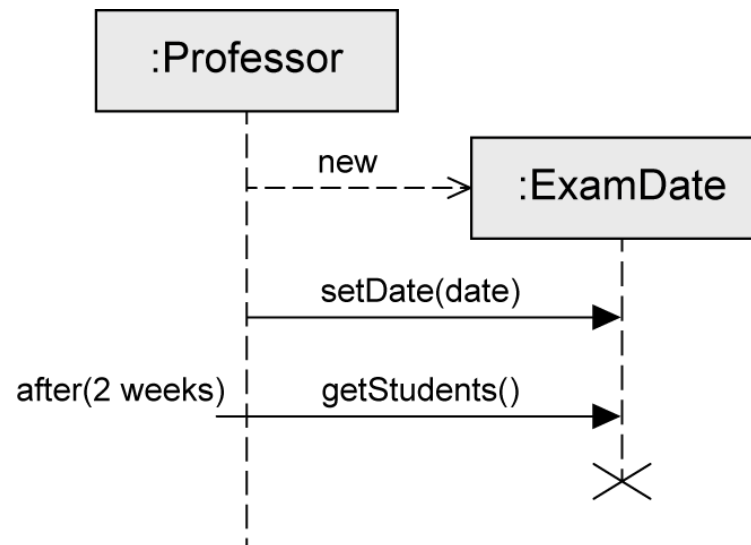 :Professor
new
:ExamDate
setDate(date)
after(2 weeks)
getStudents()